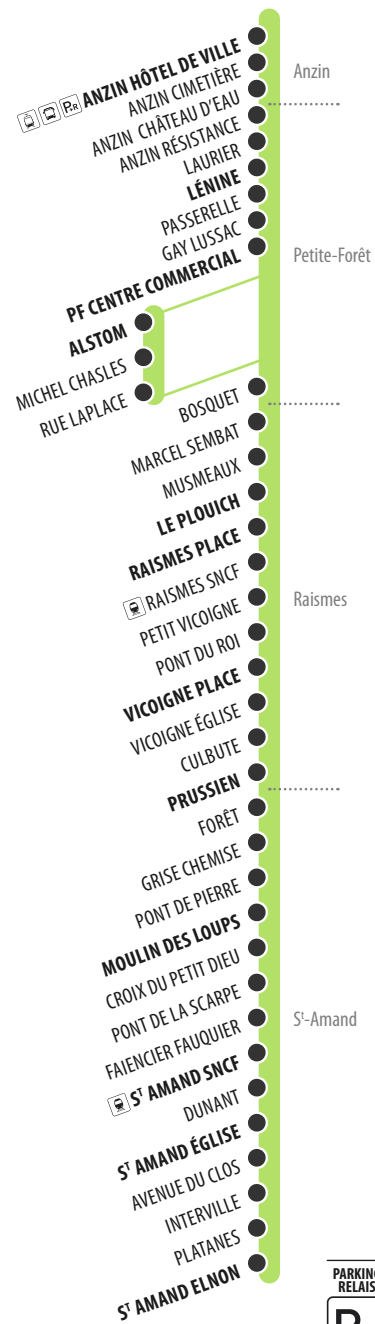 ANZIN HÔTEL DE VILLE
ANZIN CIMETIÈRE
ANZIN CHÂTEAU D'EAU
ANZIN RÉSISTANCE
LAURIER
LÉNINE
PASSERELLE
GAY LUSSAC
PF CENTRE COMMERCIAL
ALSTOM
MICHEL CHASLES
RUE LAPLACE
BOSQUET
MARCEL SEMBAT
MUSMEAUX
LE PLOUICH
RAISMES PLACE
RAISMES SNCF
PETIT VICOIGNE
PONT DU ROI
VICOIGNE PLACE
VICOIGNE ÉGLISE
CULBUTE
PRUSSIEN
FORÊT
GRISE CHEMISE
PONT DE PIERRE
MOULIN DES LOUPS
CROIX DU PETIT DIEU
PONT DE LA SCARPE
FAIENCIER FAUQUIER
ST AMAND SNCF
DUNANT
ST AMAND ÉGLISE
AVENUE DU CLOS
INTERVILLE
PLATANES
ST AMAND ELNON
Anzin
Petite-Forêt
Raismes
St-Amand
P+R
PARKING
RELAIS
P